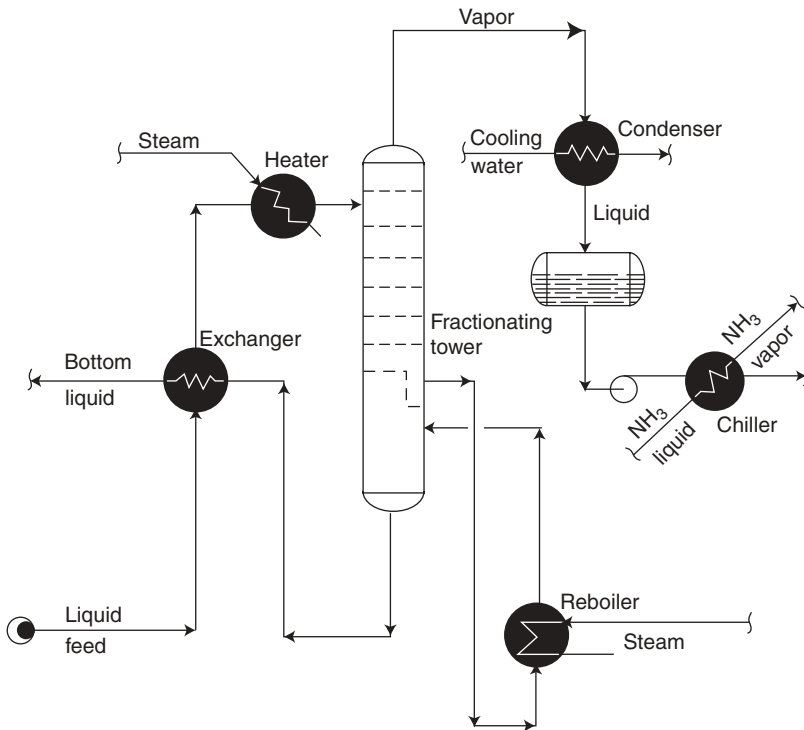 Vapor
Steam
Heater
Cooling
water
Condenser
Liquid
Exchanger
Fractionating
tower
Bottom
liquid
NH3
vapor
NH3
liquid
Chiller
Liquid
feed
Reboiler
Steam